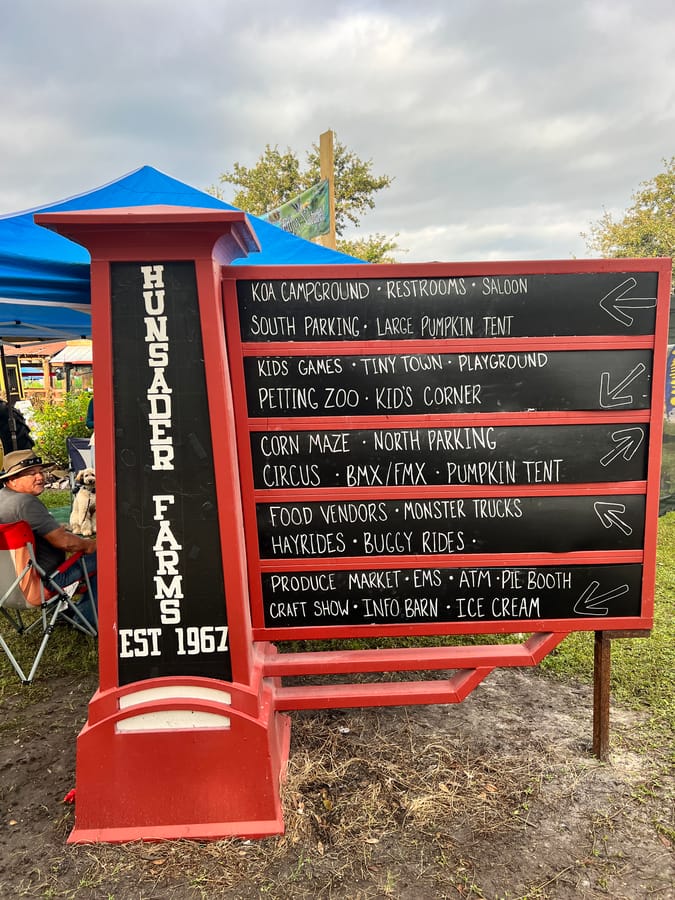 HUNSADER FARMS
EST 1967
KOA CAMPGROUND · RESTROOMS · SALOON
SOUTH PARKING · LARGE PUMPKIN TENT
KIDS GAMES · TINY TOWN · PLAYGROUND
PETTING ZOO · KID'S CORNER
CORN MAZE · NORTH PARKING
CIRCUS · BMX/FMX · PUMPKIN TENT
FOOD VENDORS · MONSTER TRUCKS
HAYRIDES · BUGGY RIDES ·
PRODUCE MARKET · EMS · ATM · PIE BOOTH
CRAFT SHOW · INFO BARN · ICE CREAM